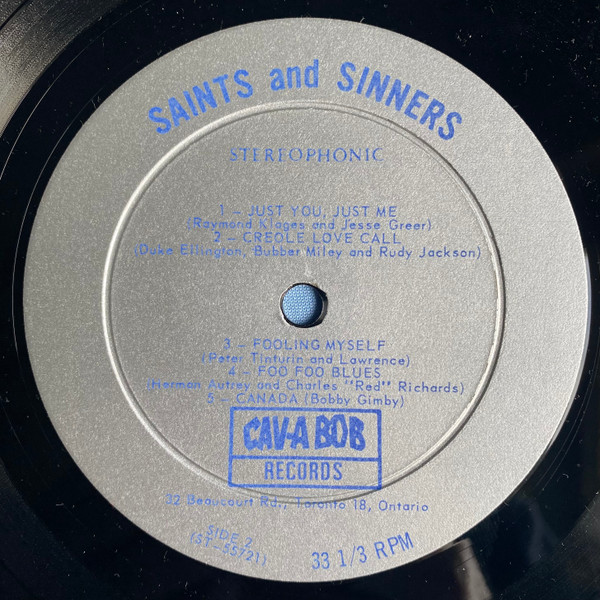 SAINTS and SINNERS
STEREOPHONIC
1 – JUST YOU, JUST ME
(Raymond Klages and Jesse Greer)
2 – CREOLE LOVE CALL
(Duke Ellington, Bubber Miley and Rudy Jackson)
3 – FOOLING MYSELF
(Peter Tinturin and Lawrence)
4 – FOO FOO BLUES
(Herman Autrey and Charles "Red" Richards)
5 – CANADA (Bobby Gimby)
CAV-A BOB
RECORDS
32 Beaucourt Rd., Toronto 18, Ontario
SIDE 2
(ST-55721)
33 1/3 RPM